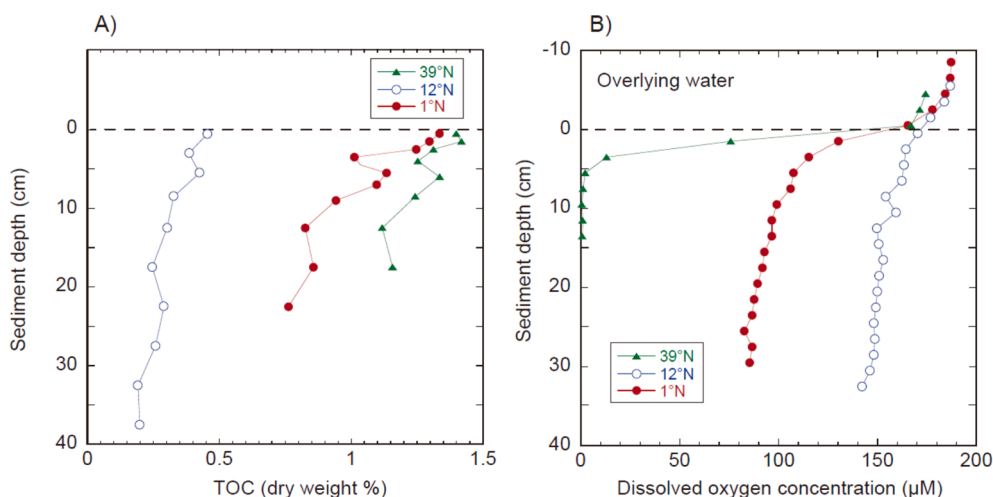 A)
39°N
12°N
1°N
0
10
20
30
40
Sediment depth (cm)
0
0.5
1
1.5
TOC (dry weight %)
B)
Overlying water
-10
0
10
20
30
40
Sediment depth (cm)
39°N
12°N
1°N
0
50
100
150
200
Dissolved oxygen concentration (µM)